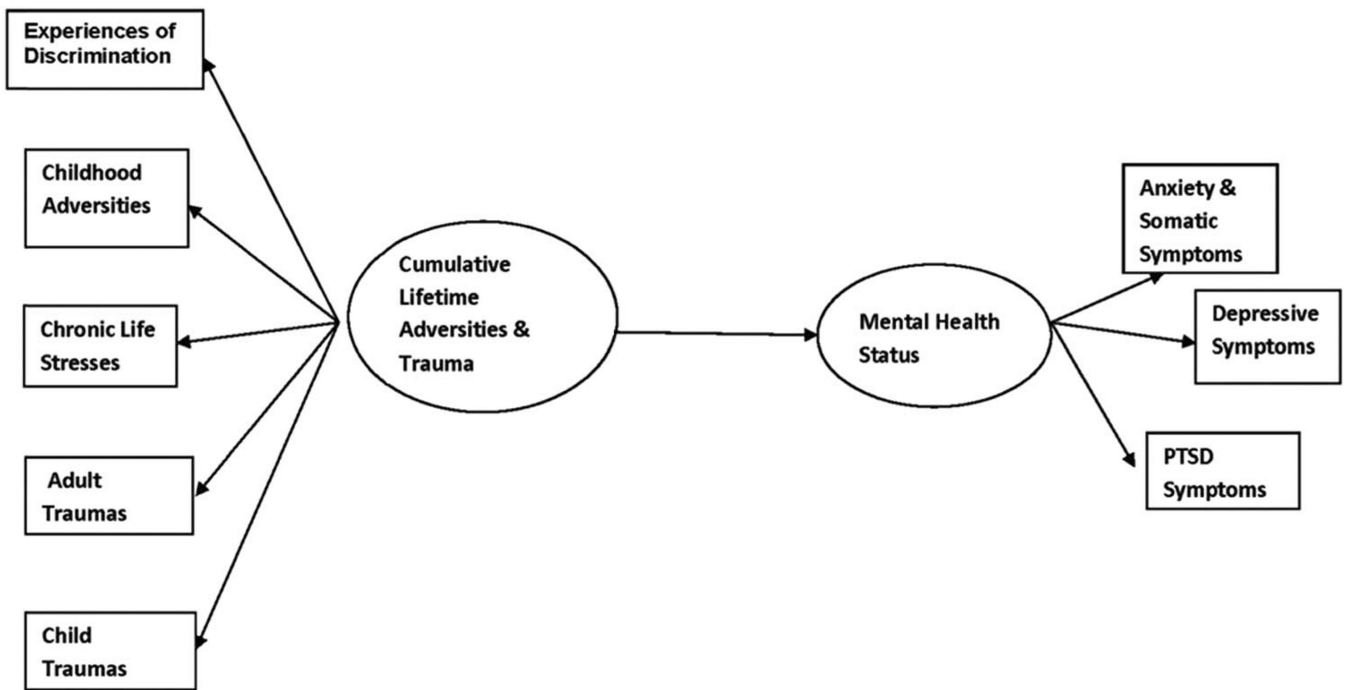 Experiences of
Discrimination
Childhood
Adversities
Chronic Life
Stresses
Adult
Traumas
Child
Traumas
Cumulative
Lifetime
Adversities &
Trauma
Mental Health
Status
Anxiety &
Somatic
Symptoms
Depressive
Symptoms
PTSD
Symptoms